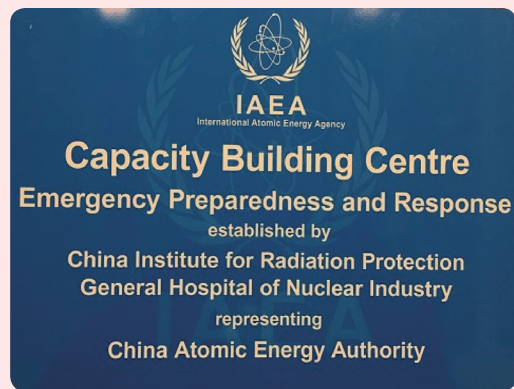 IAEA
International Atomic Energy Agency
Capacity Building Centre
Emergency Preparedness and Response
established by
China Institute for Radiation Protection
General Hospital of Nuclear Industry
representing
China Atomic Energy Authority
IAEA